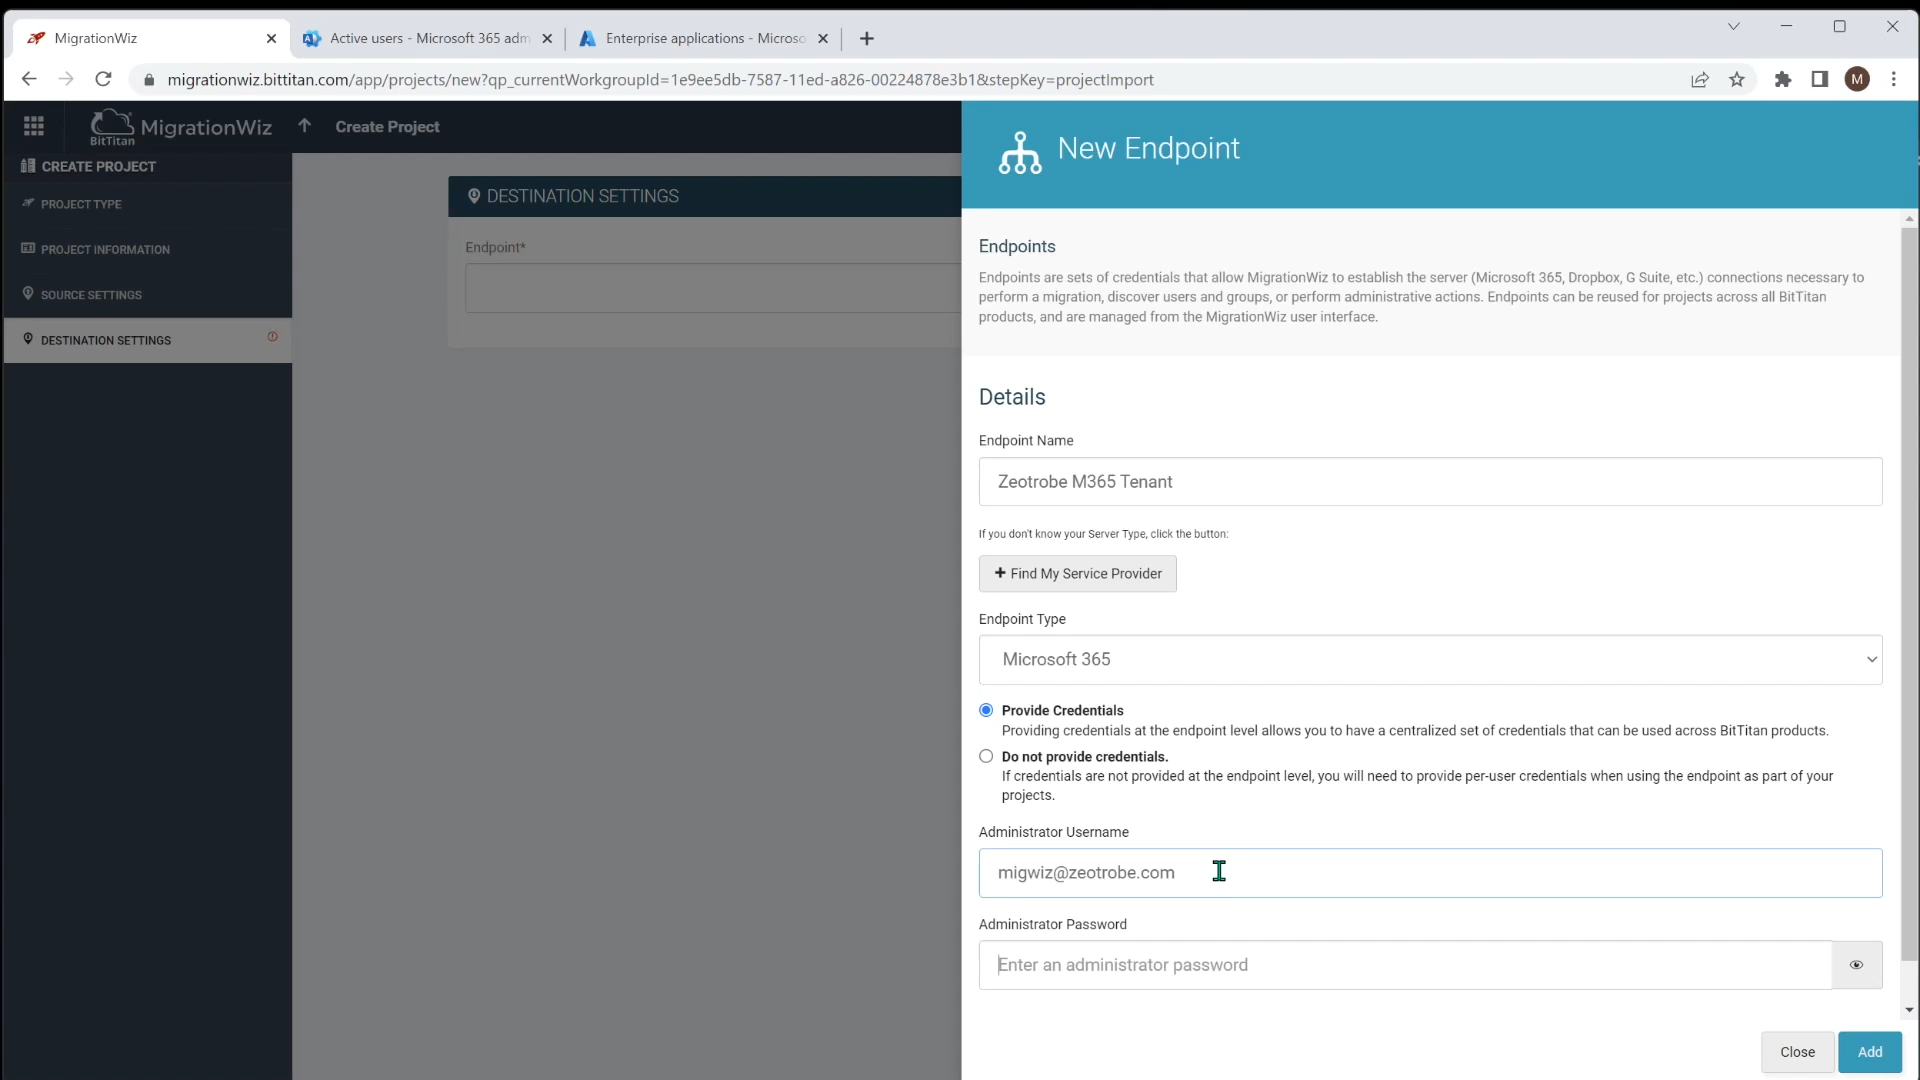 MigrationWiz
Active users - Microsoft 365 adm
Enterprise applications - Microso
migrationwiz.bittitan.com/app/projects/new?qp_currentWorkgroupId=1e9ee5db-7587-11ed-a826-00224878e3b1&stepKey=projectImport
M
BitTitan
MigrationWiz
Create Project
New Endpoint
CREATE PROJECT
PROJECT TYPE
PROJECT INFORMATION
SOURCE SETTINGS
DESTINATION SETTINGS
DESTINATION SETTINGS
Endpoint*
Endpoints
Endpoints are sets of credentials that allow MigrationWiz to establish the server (Microsoft 365, Dropbox, G Suite, etc.) connections necessary to
perform a migration, discover users and groups, or perform administrative actions. Endpoints can be reused for projects across all BitTitan
products, and are managed from the MigrationWiz user interface.
Details
Endpoint Name
Zeotrobe M365 Tenant
If you don't know your Server Type, click the button:
+ Find My Service Provider
Endpoint Type
Microsoft 365
Provide Credentials
Providing credentials at the endpoint level allows you to have a centralized set of credentials that can be used across BitTitan products.
Do not provide credentials.
If credentials are not provided at the endpoint level, you will need to provide per-user credentials when using the endpoint as part of your
projects.
Administrator Username
migwiz@zeotrobe.com
Administrator Password
Enter an administrator password
Close
Add